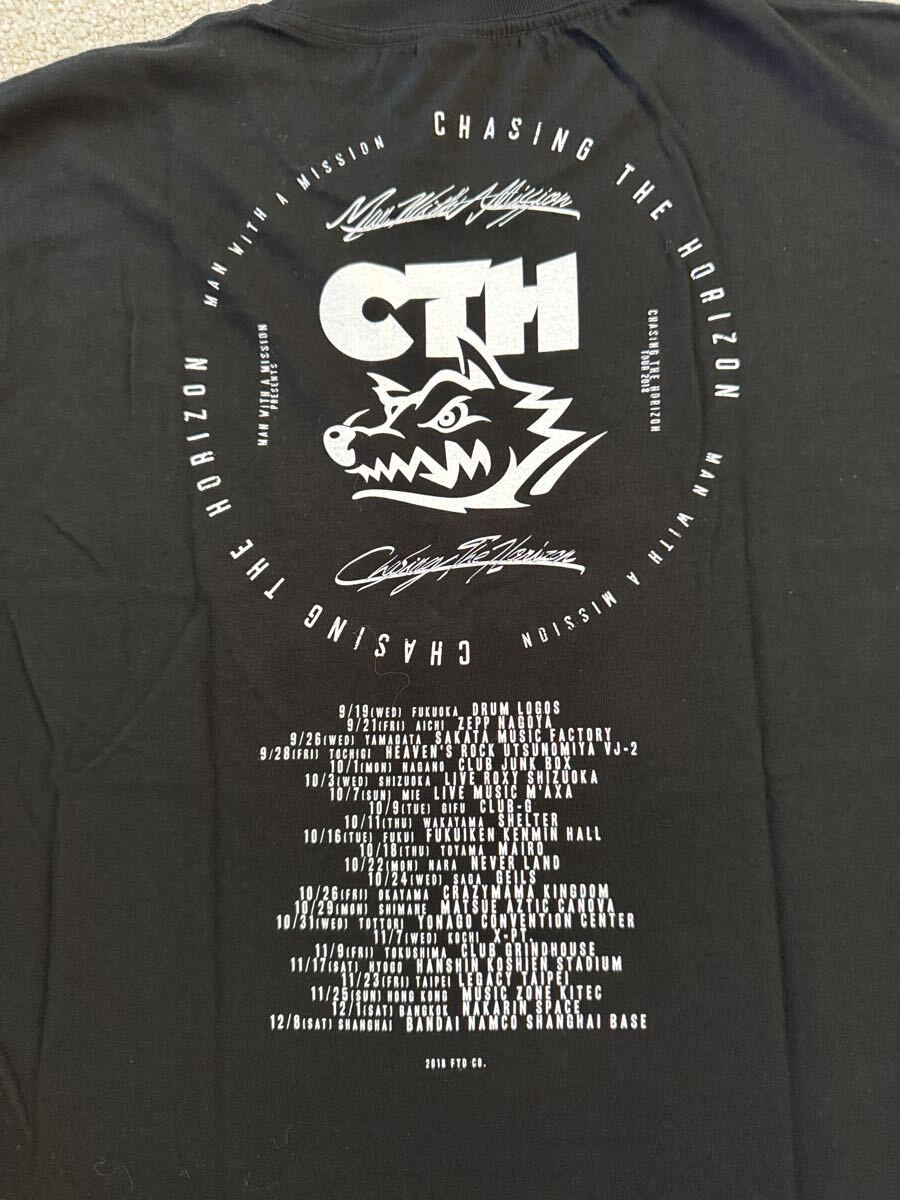 CHASING THE HORIZON
MAN WITH A MISSION
CHASING THE HORIZON
MAN WITH A MISSION
Man With A Mission
CTH
MAN WITH A MISSION
PRESENTS
CHASING THE HORIZON
TOUR 2018
Chasing The Horizon
9/19(WED) FUKUOKA DRUM LOGOS
9/21(FRI) AICHI ZEPP NAGOYA
9/26(WED) YAMAGATA SAKATA MUSIC FACTORY
9/28(FRI) TOCHIGI HEAVEN'S ROCK UTSUNOMIYA VJ-2
10/1(MON) NAGANO CLUB JUNK BOX
10/3(WED) SHIZUOKA LIVE ROXY SHIZUOKA
10/7(SUN) MIE LIVE MUSIC M'AXA
10/9(TUE) GIFU CLUB-G
10/11(THU) WAKAYAMA SHELTER
10/16(TUE) FUKUI FUKUIKEN KENMIN HALL
10/18(THU) TOYAMA MAIRO
10/22(MON) NARA NEVER LAND
10/24(WED) SAGA GEILS
10/26(FRI) OKAYAMA CRAZYMAMA KINGDOM
10/29(MON) SHIMANE MATSUE AZTIC CANOVA
10/31(WED) TOTTORI YONAGO CONVENTION CENTER
11/7(WED) KOCHI X-PT
11/9(FRI) TOKUSHIMA CLUB GRINDHOUSE
11/17(SAT) HYOGO HANSHIN KOSHIEN STADIUM
11/23(FRI) TAIPEI LEGACY TAIPEI
11/25(SUN) HONG KONG MUSIC ZONE KITEC
12/1(SAT) BANGKOK NAKARIN SPACE
12/8(SAT) SHANGHAI BANDAI NAMCO SHANGHAI BASE
2018 FYD CO.